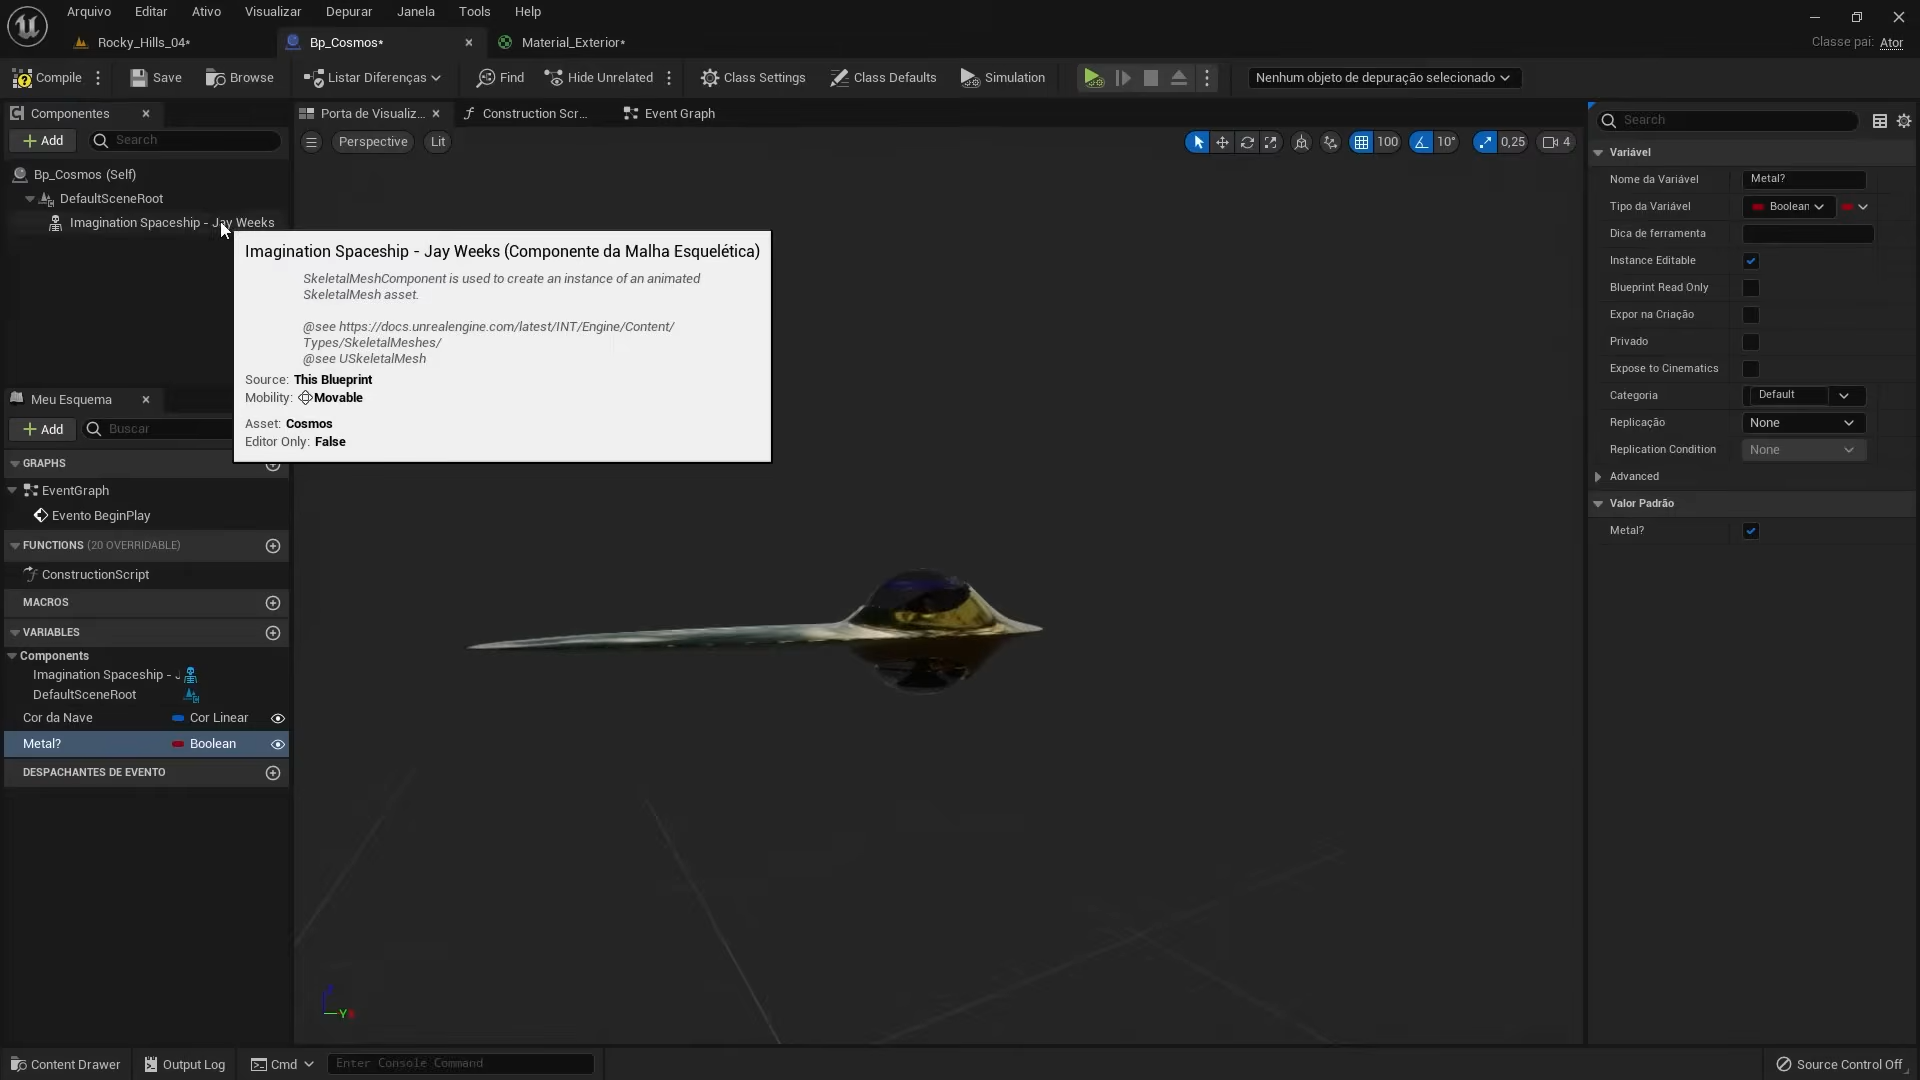 Arquivo Editar Ativo Visualizar Depurar Janela Tools Help
Rocky_Hills_04* Bp_Cosmos* Material_Exterior*
Classe pai: Ator
Compile Save Browse Listar Diferenças Find Hide Unrelated Class Settings Class Defaults Simulation Nenhum objeto de depuração selecionado
Componentes
Add Search
Bp_Cosmos (Self)
DefaultSceneRoot
Imagination Spaceship - Jay Weeks
Porta de Visualiz... Construction Scr... Event Graph
Perspective Lit 100 10° 0,25 4
Imagination Spaceship - Jay Weeks (Componente da Malha Esquelética)
SkeletalMeshComponent is used to create an instance of an animated
SkeletalMesh asset.
@see https://docs.unrealengine.com/latest/INT/Engine/Content/
Types/SkeletalMeshes/
@see USkeletalMesh
Source: This Blueprint
Mobility: Movable
Asset: Cosmos
Editor Only: False
Meu Esquema
Add Buscar
GRAPHS
EventGraph
Evento BeginPlay
FUNCTIONS (20 OVERRIDABLE)
ConstructionScript
MACROS
VARIABLES
Components
Imagination Spaceship - J
DefaultSceneRoot
Cor da Nave Cor Linear
Metal? Boolean
DESPACHANTES DE EVENTO
Y
Search
Variável
Nome da Variável Metal?
Tipo da Variável Boolean
Dica de ferramenta
Instance Editable
Blueprint Read Only
Expor na Criação
Privado
Expose to Cinematics
Categoria Default
Replicação None
Replication Condition None
Advanced
Valor Padrão
Metal?
Content Drawer Output Log Cmd Enter Console Command Source Control Off